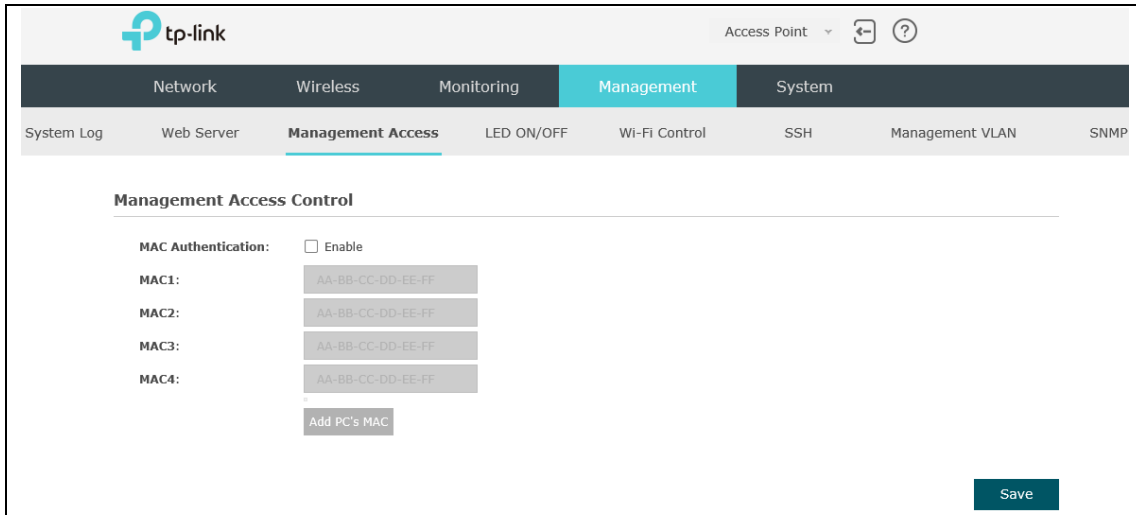 tp-link
Access Point
Network Wireless Monitoring Management System
System Log Web Server Management Access LED ON/OFF Wi-Fi Control SSH Management VLAN SNMP
Management Access Control
MAC Authentication: Enable
MAC1: AA-BB-CC-DD-EE-FF
MAC2: AA-BB-CC-DD-EE-FF
MAC3: AA-BB-CC-DD-EE-FF
MAC4: AA-BB-CC-DD-EE-FF
Add PC's MAC
Save